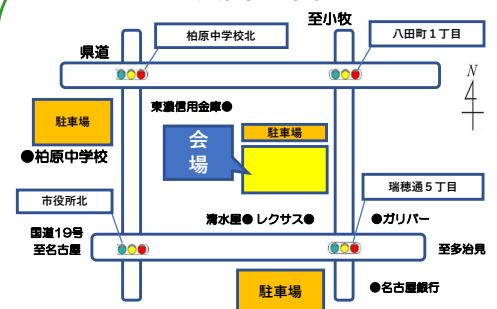 至小牧
柏原中学校北
八田町1丁目
県道
N
東濃信用金庫●
駐車場
会
場
駐車場
●柏原中学校
市役所北
瑞穂通5丁目
清水屋● レクサス●
●ガリバー
国道19号
至名古屋
至多治見
駐車場
●名古屋銀行